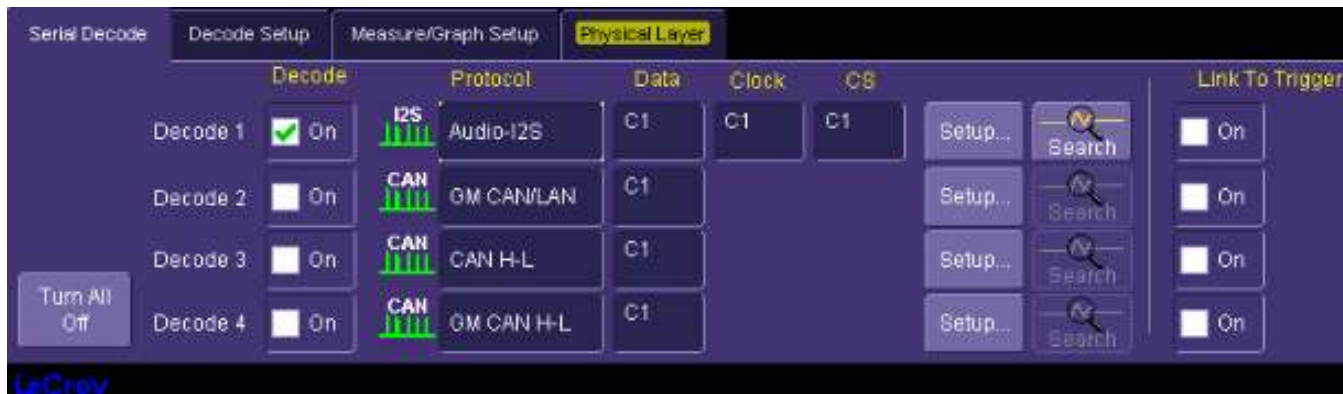 Serial Decode Decode Setup Measure/Graph Setup Physical Layer
Decode Protocol Data Clock CS Link To Trigger
Decode 1 On I2S Audio-I2S C1 C1 C1 Setup... Search On
Decode 2 On CAN GM CAN/LAN C1 Setup... Search On
Decode 3 On CAN CAN H-L C1 Setup... Search On
Turn All Off
Decode 4 On CAN GM CAN H-L C1 Setup... Search On
LeCroy